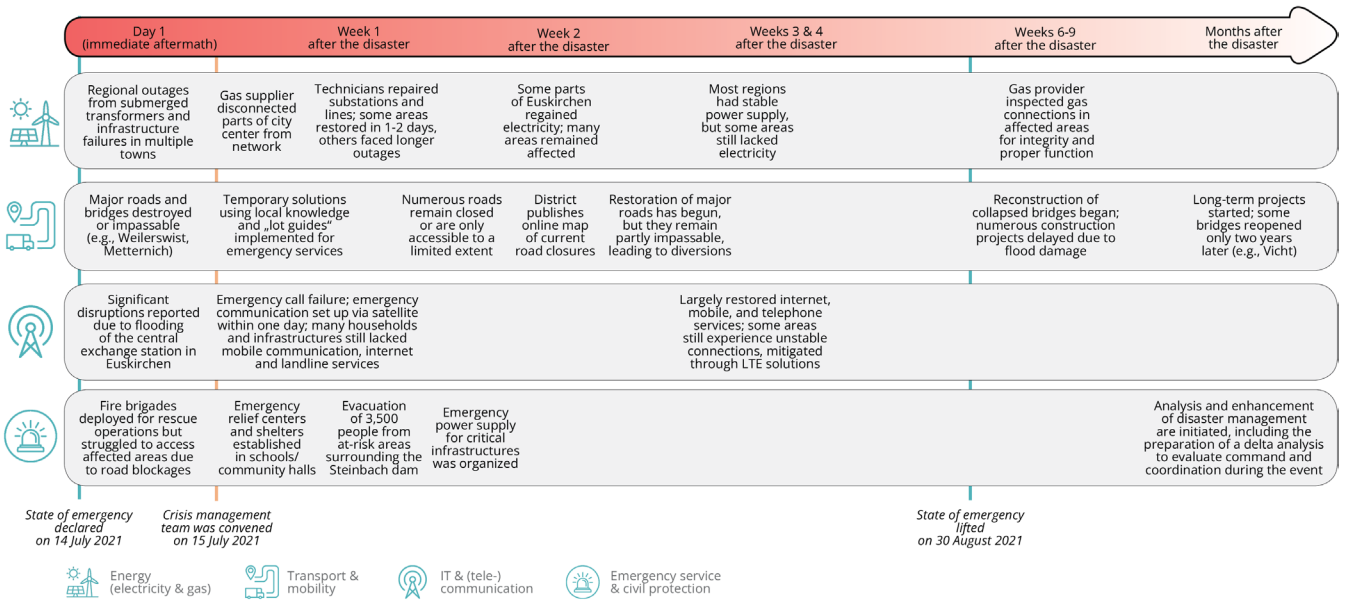 Day 1
(immediate aftermath)
Week 1
after the disaster
Week 2
after the disaster
Weeks 3 & 4
after the disaster
Weeks 6-9
after the disaster
Months after
the disaster
Regional outages
from submerged
transformers and
infrastructure
failures in multiple
towns
Gas supplier
disconnected
parts of city
center from
network
Technicians repaired
substations and
lines; some areas
restored in 1-2 days,
others faced longer
outages
Some parts
of Euskirchen
regained
electricity; many
areas remained
affected
Most regions
had stable
power supply,
but some areas
still lacked
electricity
Gas provider
inspected gas
connections in
affected areas
for integrity and
proper function
Major roads and
bridges destroyed
or impassable
(e.g., Weilerswist,
Metternich)
Temporary solutions
using local knowledge
and „lot guides“
implemented for
emergency services
Numerous roads
remain closed
or are only
accessible to a
limited extent
District
publishes
online map
of current
road closures
Restoration of major
roads has begun,
but they remain
partly impassable,
leading to diversions
Reconstruction of
collapsed bridges began;
numerous construction
projects delayed due to
flood damage
Long-term projects
started; some
bridges reopened
only two years
later (e.g., Vicht)
Significant
disruptions reported
due to flooding
of the central
exchange station in
Euskirchen
Emergency call failure; emergency
communication set up via satellite
within one day; many households
and infrastructures still lacked
mobile communication, internet
and landline services
Largely restored internet,
mobile, and telephone
services; some areas
still experience unstable
connections, mitigated
through LTE solutions
Fire brigades
deployed for rescue
operations but
struggled to access
affected areas due
to road blockages
Emergency
relief centers
and shelters
established
in schools/
community halls
Evacuation
of 3,500
people from
at-risk areas
surrounding the
Steinbach dam
Emergency
power supply
for critical
infrastructures
was organized
Analysis and enhancement
of disaster management
are initiated, including the
preparation of a delta analysis
to evaluate command and
coordination during the event
State of emergency
declared
on 14 July 2021
Crisis management
team was convened
on 15 July 2021
State of emergency
lifted
on 30 August 2021
Energy
(electricity & gas)
Transport &
mobility
IT & (tele-)
communication
Emergency service
& civil protection